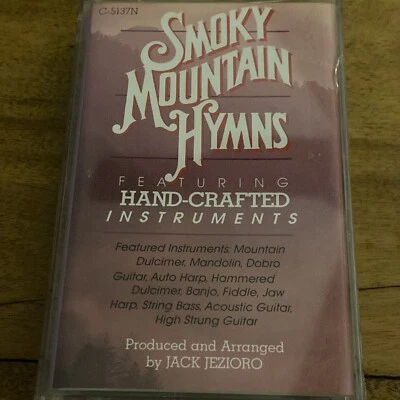 C-5137N
SMOKY
MOUNTAIN
HYMNS
FEATURING
HAND-CRAFTED
INSTRUMENTS
Featured Instruments: Mountain
Dulcimer, Mandolin, Dobro
Guitar, Auto Harp, Hammered
Dulcimer, Banjo, Fiddle, Jaw
Harp, String Bass, Acoustic Guitar,
High Strung Guitar
Produced and Arranged
by JACK JEZIORO